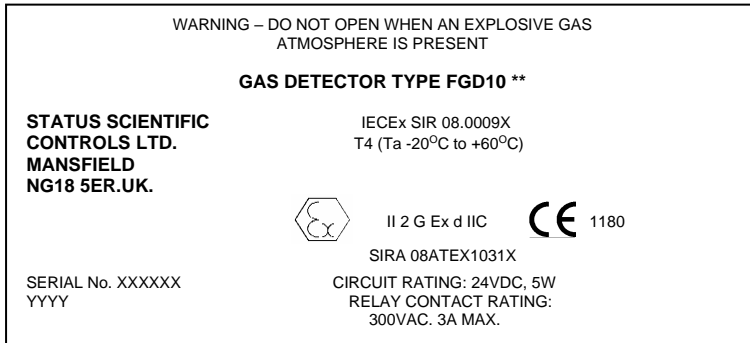 WARNING – DO NOT OPEN WHEN AN EXPLOSIVE GAS
ATMOSPHERE IS PRESENT
GAS DETECTOR TYPE FGD10 **
STATUS SCIENTIFIC
CONTROLS LTD.
MANSFIELD
NG18 5ER.UK.
IECEx SIR 08.0009X
T4 (Ta -20OC to +60OC)
Ex II 2 G Ex d IIC CE 1180
SIRA 08ATEX1031X
SERIAL No. XXXXXX
YYYY
CIRCUIT RATING: 24VDC, 5W
RELAY CONTACT RATING:
300VAC. 3A MAX.